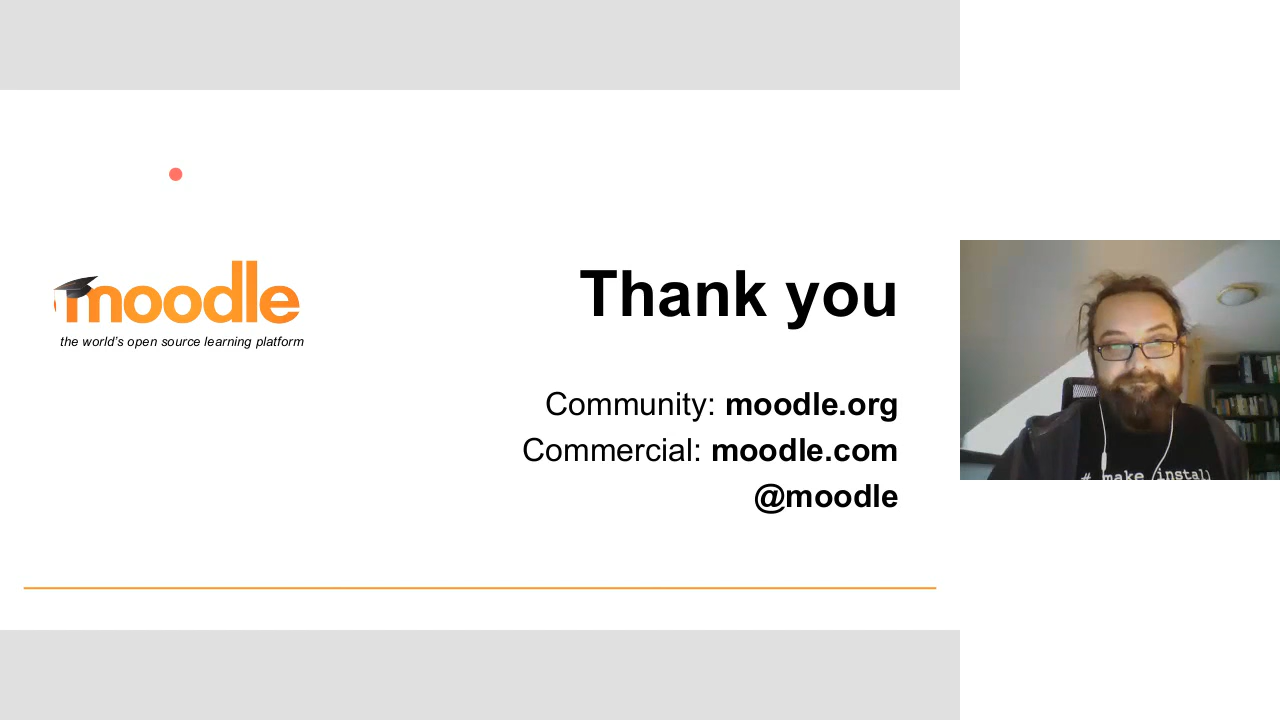 moodle
the world's open source learning platform
Thank you
Community: moodle.org
Commercial: moodle.com
@moodle
# make install